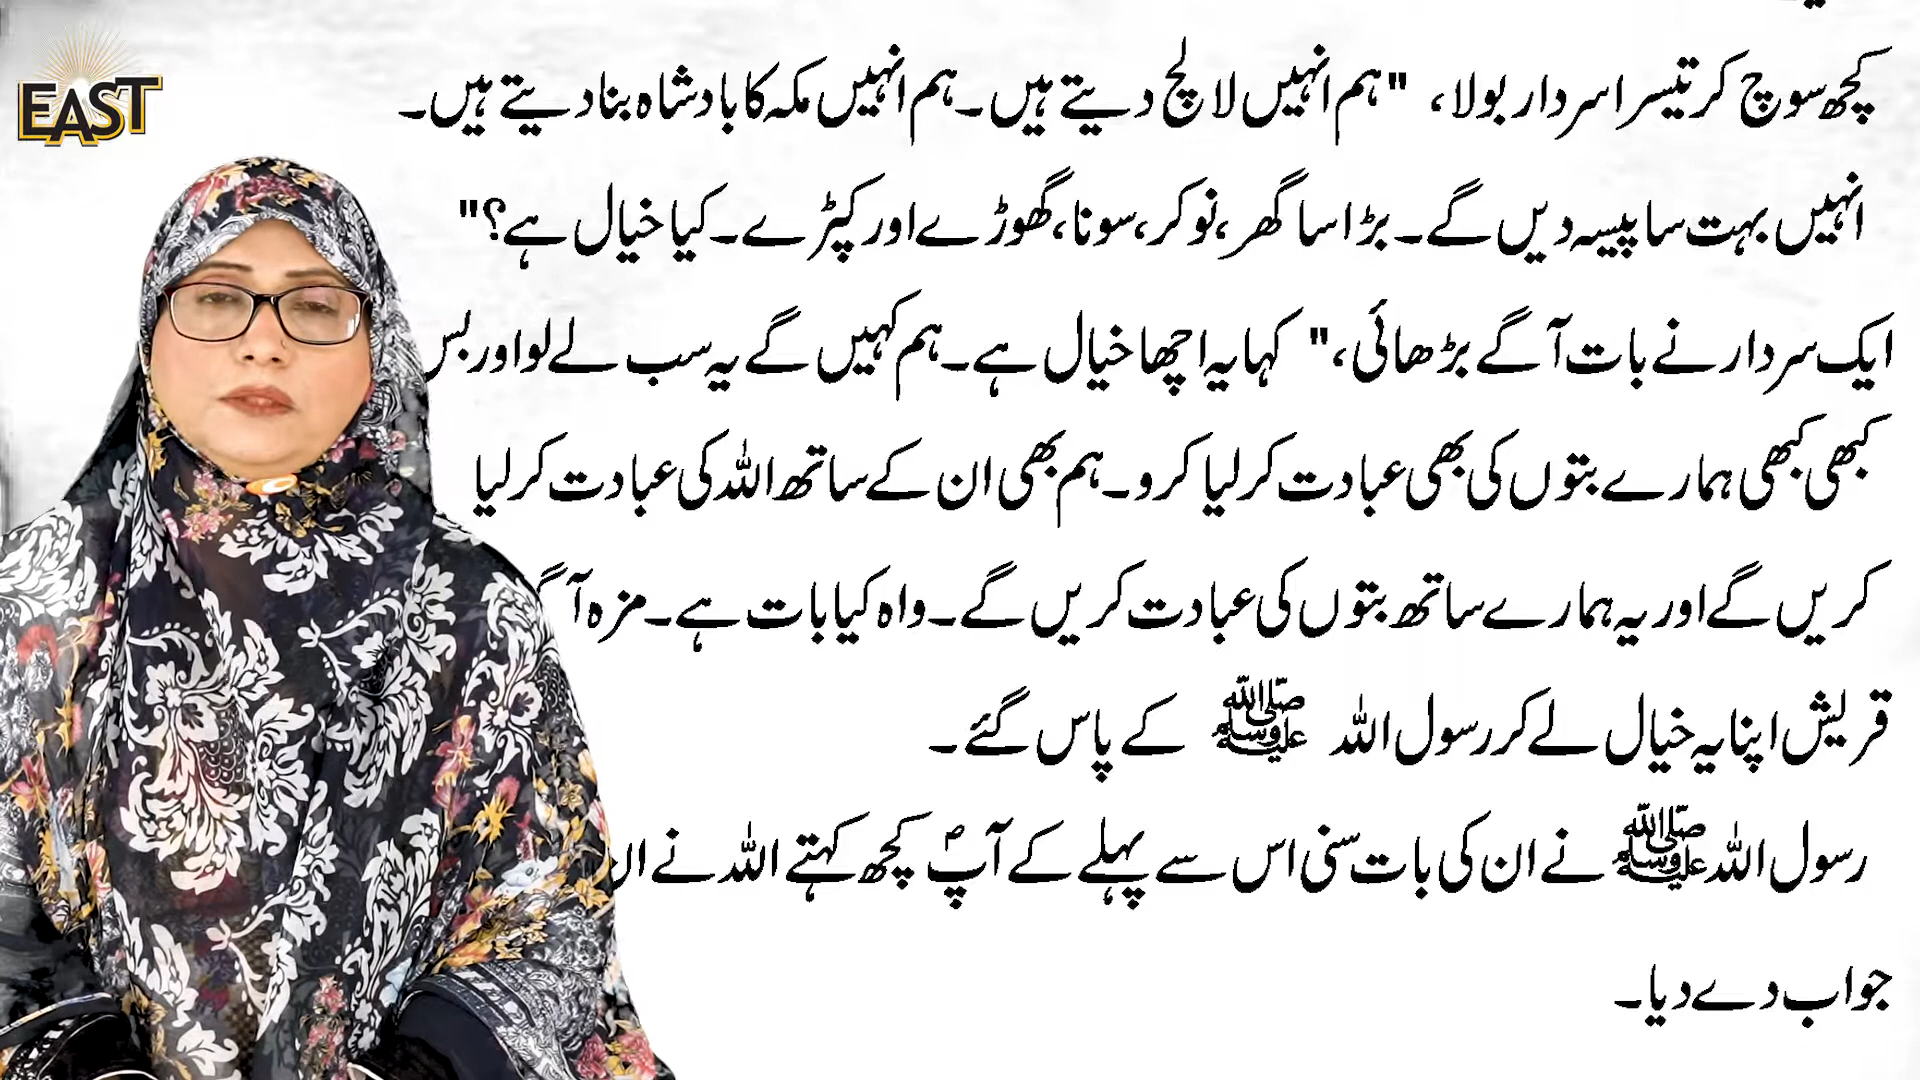 EAST
کچھ سوچ کر تیسرا سردار بولا، "ہم انہیں لالچ دیتے ہیں۔ ہم انہیں مکہ کا بادشاہ بنا دیتے ہیں۔
انہیں بہت سا پیسہ دیں گے۔ بڑا سا گھر، نوکر، سونا، گھوڑے اور کپڑے۔ کیا خیال ہے؟"
ایک سردار نے بات آگے بڑھائی، "کہا یہ اچھا خیال ہے۔ ہم کہیں گے یہ سب لے لو اور بس
کبھی کبھی ہمارے بتوں کی بھی عبادت کر لیا کرو۔ ہم بھی ان کے ساتھ اللہ کی عبادت کر لیا
کریں گے اور یہ ہمارے ساتھ بتوں کی عبادت کریں گے۔ واہ کیا بات ہے۔ مزہ
قریش اپنا یہ خیال لے کر رسول اللہ ﷺ کے پاس گئے۔
رسول اللہ ﷺ نے ان کی بات سنی اس سے پہلے کے آپؐ کچھ کہتے اللہ نے
جواب دے دیا۔